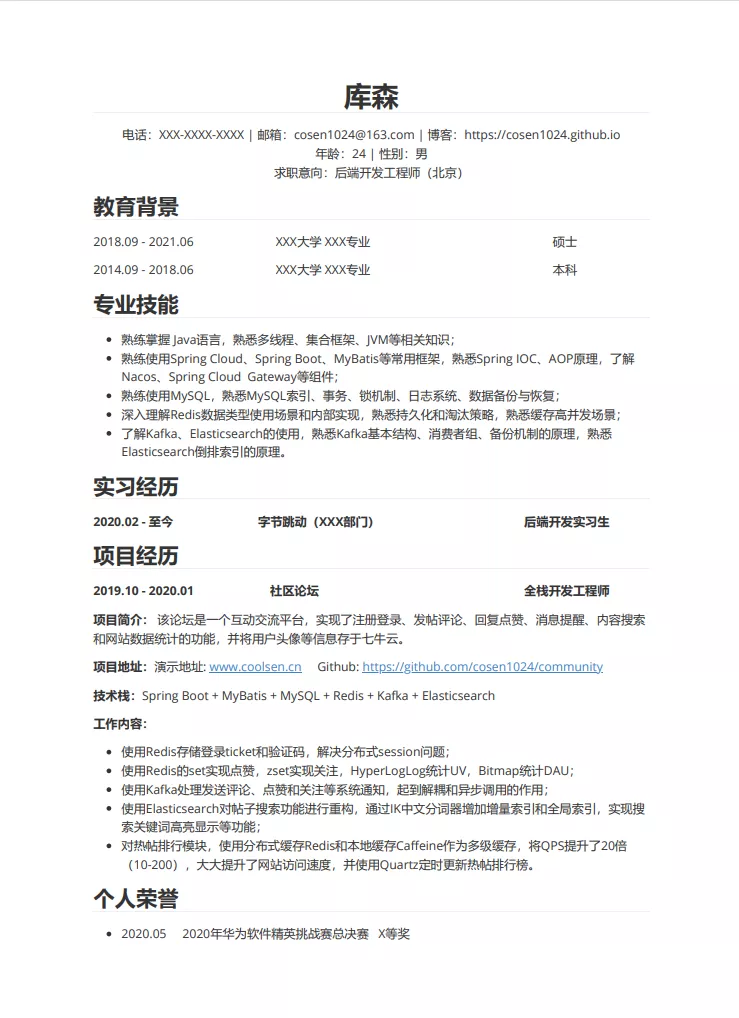 库森
电话：XXX-XXXX-XXXX | 邮箱：cosen1024@163.com | 博客：https://cosen1024.github.io
年龄：24 | 性别：男
求职意向：后端开发工程师（北京）
教育背景
2018.09 - 2021.06 XXX大学 XXX专业 硕士
2014.09 - 2018.06 XXX大学 XXX专业 本科
专业技能
• 熟练掌握 Java语言，熟悉多线程、集合框架、JVM等相关知识；
• 熟练使用Spring Cloud、Spring Boot、MyBatis等常用框架，熟悉Spring IOC、AOP原理，了解
Nacos、Spring Cloud Gateway等组件；
• 熟练使用MySQL，熟悉MySQL索引、事务、锁机制、日志系统、数据备份与恢复；
• 深入理解Redis数据类型使用场景和内部实现，熟悉持久化和淘汰策略，熟悉缓存高并发场景；
• 了解Kafka、Elasticsearch的使用，熟悉Kafka基本结构、消费者组、备份机制的原理，熟悉
Elasticsearch倒排索引的原理。
实习经历
2020.02 - 至今 字节跳动（XXX部门） 后端开发实习生
项目经历
2019.10 - 2020.01 社区论坛 全栈开发工程师
项目简介： 该论坛是一个互动交流平台，实现了注册登录、发帖评论、回复点赞、消息提醒、内容搜索
和网站数据统计的功能，并将用户头像等信息存于七牛云。
项目地址：演示地址: www.coolsen.cn Github: https://github.com/cosen1024/community
技术栈：Spring Boot + MyBatis + MySQL + Redis + Kafka + Elasticsearch
工作内容：
• 使用Redis存储登录ticket和验证码，解决分布式session问题；
• 使用Redis的set实现点赞，zset实现关注，HyperLogLog统计UV，Bitmap统计DAU；
• 使用Kafka处理发送评论、点赞和关注等系统通知，起到解耦和异步调用的作用；
• 使用Elasticsearch对帖子搜索功能进行重构，通过IK中文分词器增加增量索引和全局索引，实现搜
索关键词高亮显示等功能；
• 对热帖排行模块，使用分布式缓存Redis和本地缓存Caffeine作为多级缓存，将QPS提升了20倍
（10-200），大大提升了网站访问速度，并使用Quartz定时更新热帖排行榜。
个人荣誉
• 2020.05 2020年华为软件精英挑战赛总决赛 X等奖